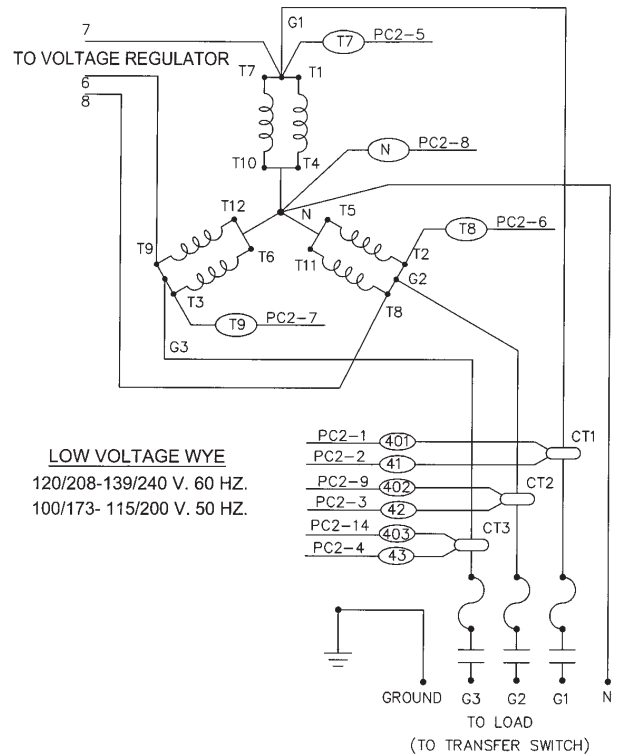 7
G1
T7
PC2-5
TO VOLTAGE REGULATOR
6
8
T7
T1
T10
T4
N
PC2-8
N
T12
T5
T9
T6
T11
T2
T8
PC2-6
G2
T3
T8
T9
PC2-7
G3
PC2-1
401
CT1
PC2-2
41
PC2-9
402
CT2
PC2-3
42
PC2-14
403
CT3
PC2-4
43
LOW VOLTAGE WYE
120/208-139/240 V. 60 HZ.
100/173- 115/200 V. 50 HZ.
GROUND
G3
G2
G1
N
TO LOAD
(TO TRANSFER SWITCH)